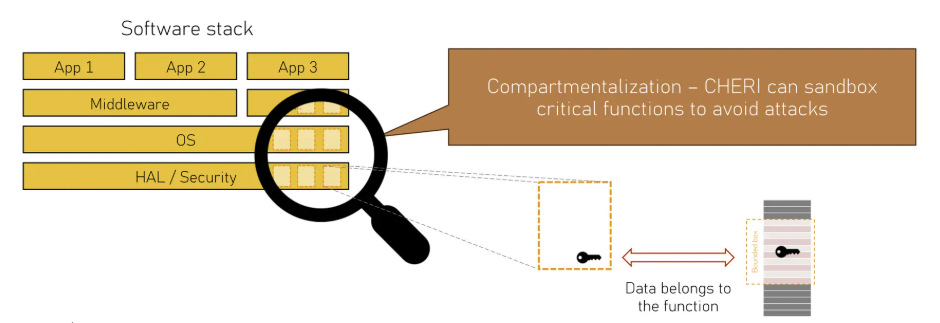 Software stack
App 1
App 2
App 3
Middleware
OS
HAL / Security
Compartmentalization – CHERI can sandbox
critical functions to avoid attacks
Boundaries
Data belongs to
the function